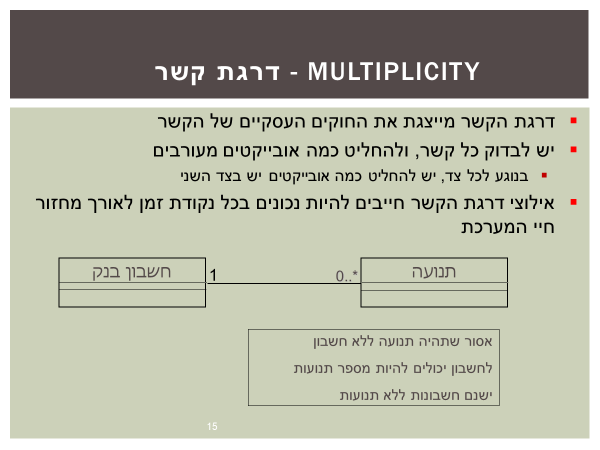 MULTIPLICITY - דרגת קשר
דרגת הקשר מייצגת את החוקים העסקיים של הקשר
יש לבדוק כל קשר, ולהחליט כמה אובייקטים מעורבים
בנוגע לכל צד, יש להחליט כמה אובייקטים יש בצד השני
אילוצי דרגת הקשר חייבים להיות נכונים בכל נקודת זמן לאורך מחזור
חיי המערכת
תנועה
0..*
1
חשבון בנק
אסור שתהיה תנועה ללא חשבון
לחשבון יכולים להיות מספר תנועות
ישנם חשבונות ללא תנועות
15